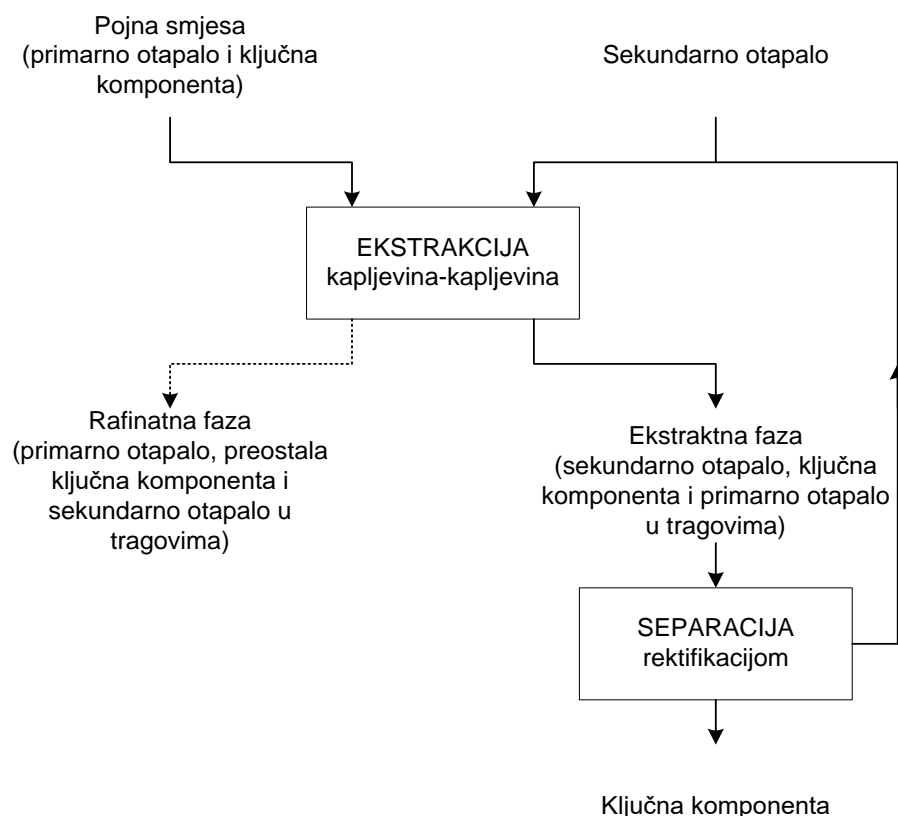 Pojna smjesa
(primarno otapalo i ključna
komponenta)
Sekundarno otapalo
EKSTRAKCIJA
kapljevina-kapljevina
Rafinatna faza
(primarno otapalo, preostala
ključna komponenta i
sekundarno otapalo u
tragovima)
Ekstraktna faza
(sekundarno otapalo, ključna
komponenta i primarno otapalo
u tragovima)
SEPARACIJA
rektifikacijom
Ključna komponenta